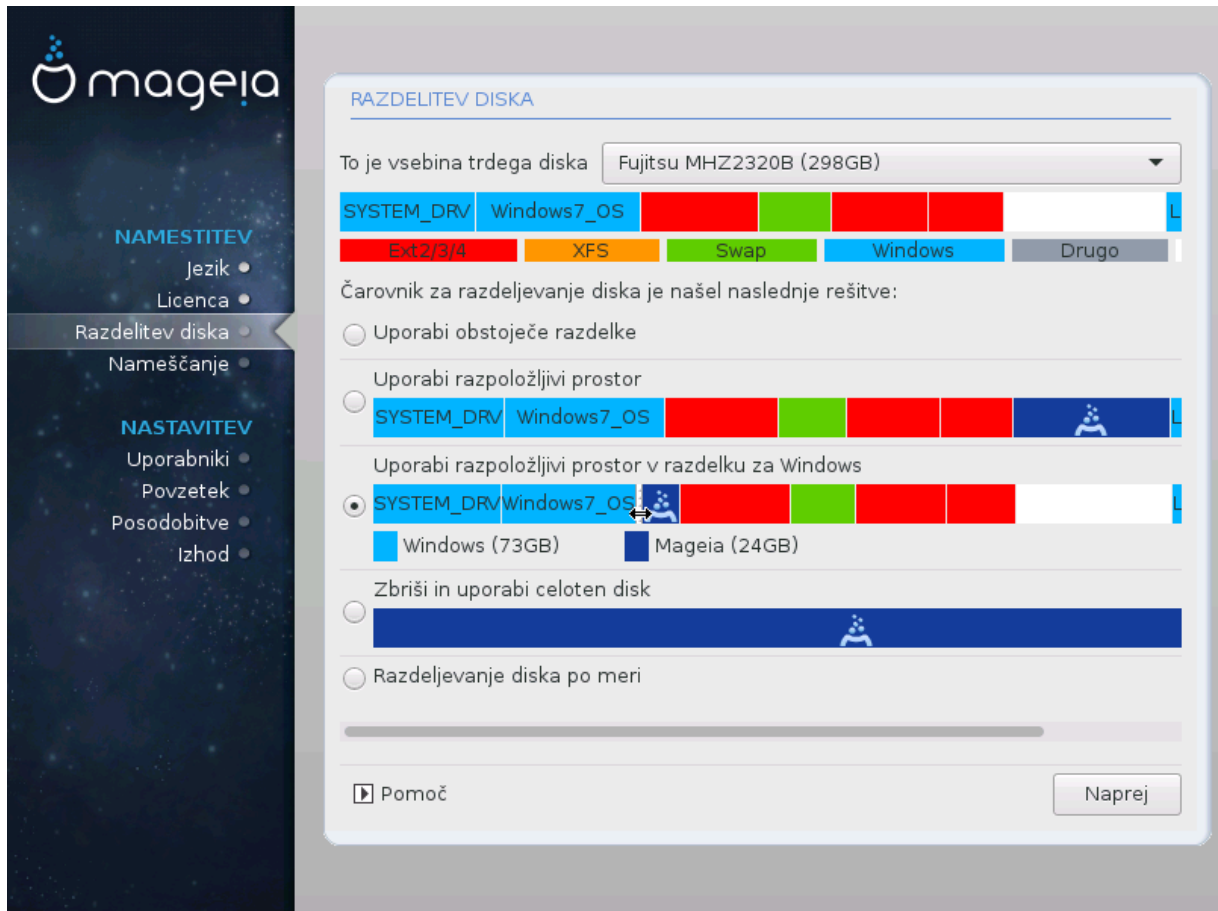 mageia
NAMESTITEV
Jezik
Licenca
Razdelitev diska
Nameščanje
NASTAVITEV
Uporabniki
Povzetek
Posodobitve
Izhod
RAZDELITEV DISKA
To je vsebina trdega diska Fujitsu MHZ2320B (298GB)
SYSTEM_DRV Windows7_OS L
Ext2/3/4 XFS Swap Windows Drugo
Čarovnik za razdeljevanje diska je našel naslednje rešitve:
Uporabi obstoječe razdelke
Uporabi razpoložljivi prostor
SYSTEM_DRV Windows7_OS L
Uporabi razpoložljivi prostor v razdelku za Windows
SYSTEM_DRV Windows7_OS L
Windows (73GB) Mageia (24GB)
Zbriši in uporabi celoten disk
Razdeljevanje diska po meri
Pomoč
Naprej